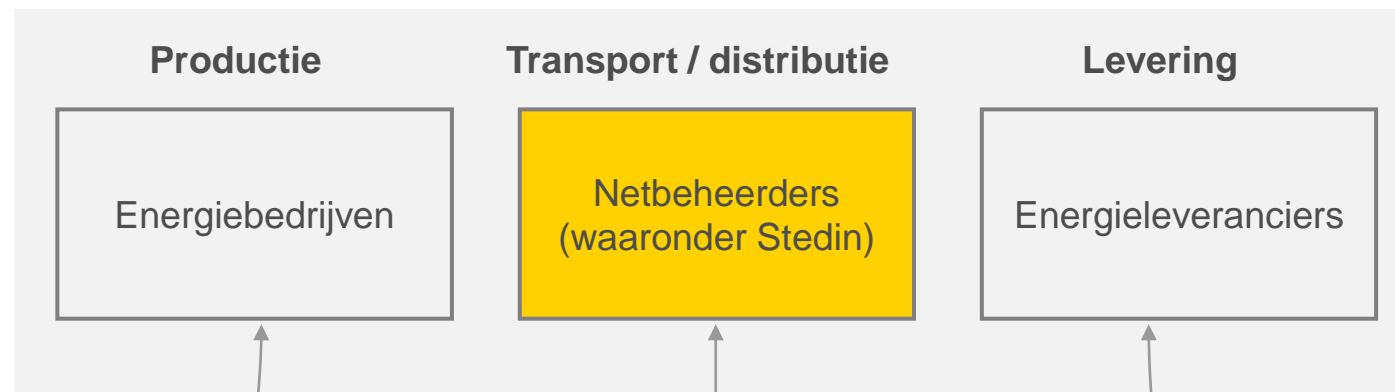 Productie
Transport / distributie
Levering
Energiebedrijven
Netbeheerders
(waaronder Stedin)
Energieleveranciers